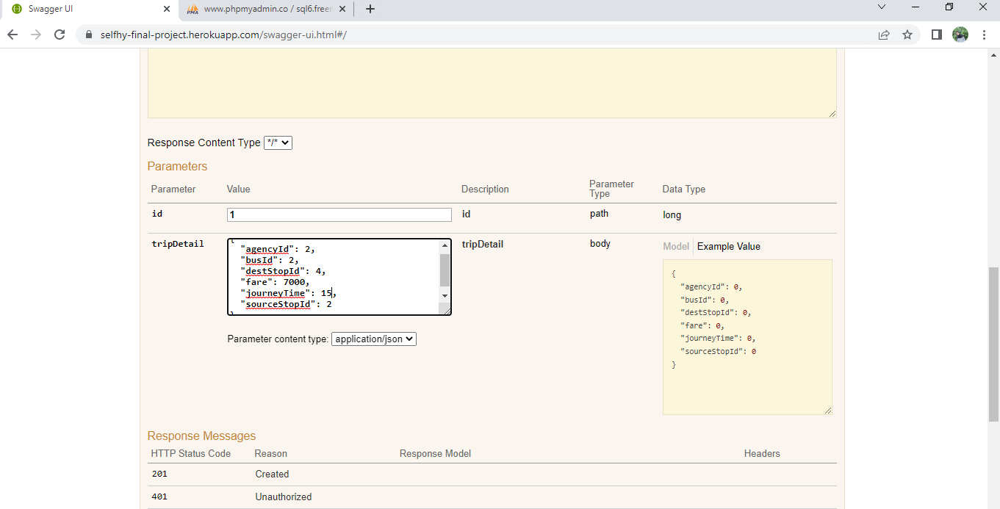 Swagger UI
www.phpmyadmin.co / sql6.freer
selfhy-final-project.herokuapp.com/swagger-ui.html#/
Response Content Type */*
Parameters
Parameter Value Description Parameter Type Data Type
id 1 id path long
tripDetail tripDetail body Model Example Value
{
"agencyId": 2,
"busId": 2,
"destStopId": 4,
"fare": 7000,
"journeyTime": 15,
"sourceStopId": 2
}
Parameter content type: application/json
{
"agencyId": 0,
"busId": 0,
"destStopId": 0,
"fare": 0,
"journeyTime": 0,
"sourceStopId": 0
}
Response Messages
HTTP Status Code Reason Response Model Headers
201 Created
401 Unauthorized